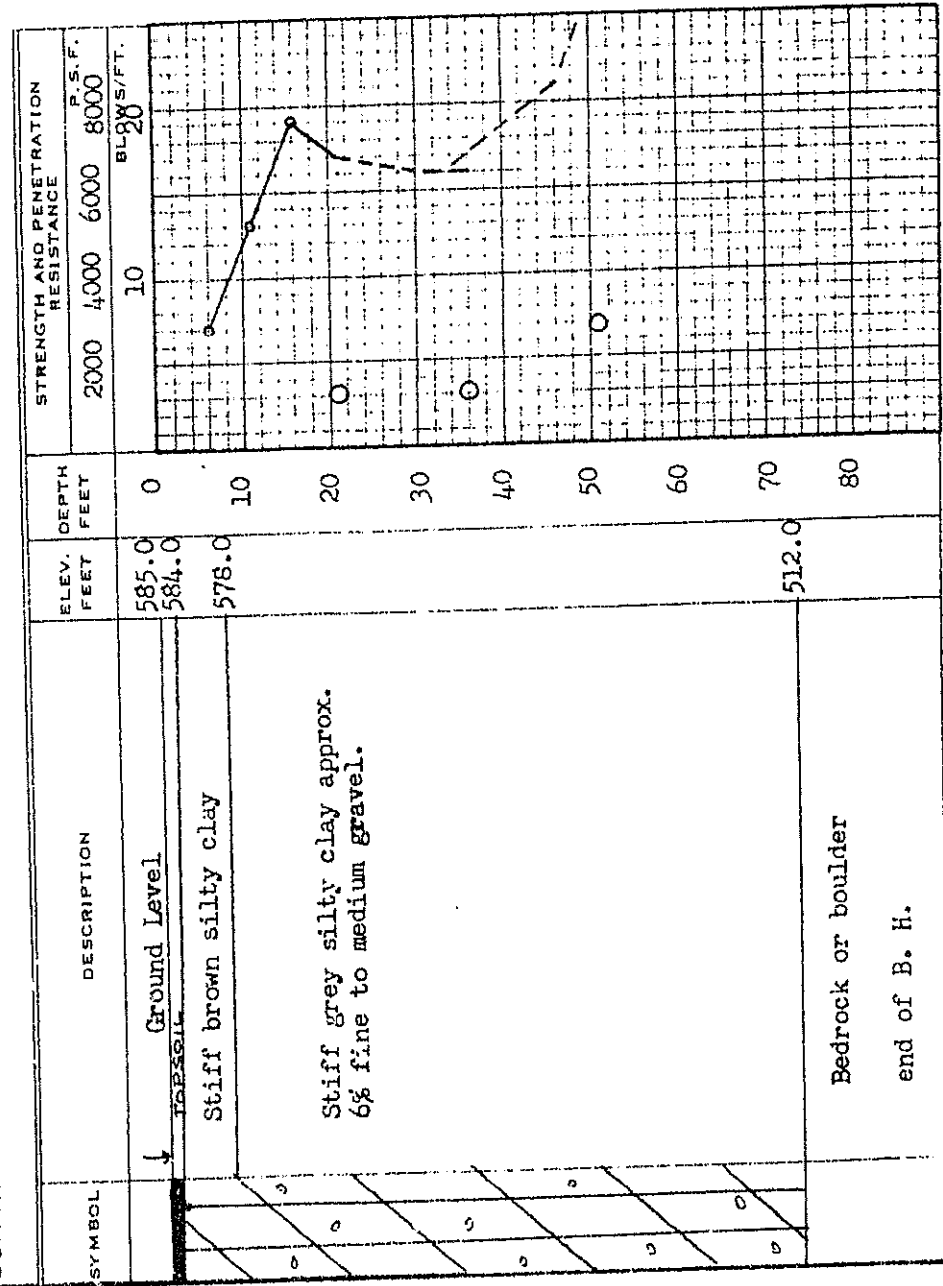 SYMBOL
DESCRIPTION
ELEV. FEET
DEPTH FEET
STRENGTH AND PENETRATION RESISTANCE
2000 4000 6000 8000 P.S.F.
10 20 BLOWS/FT.
Ground Level
585.0
0
TOPSOIL
584.0
Stiff brown silty clay
578.0
10
Stiff grey silty clay approx.
6% fine to medium gravel.
20
30
40
50
60
70
512.0
Bedrock or boulder
80
end of B. H.